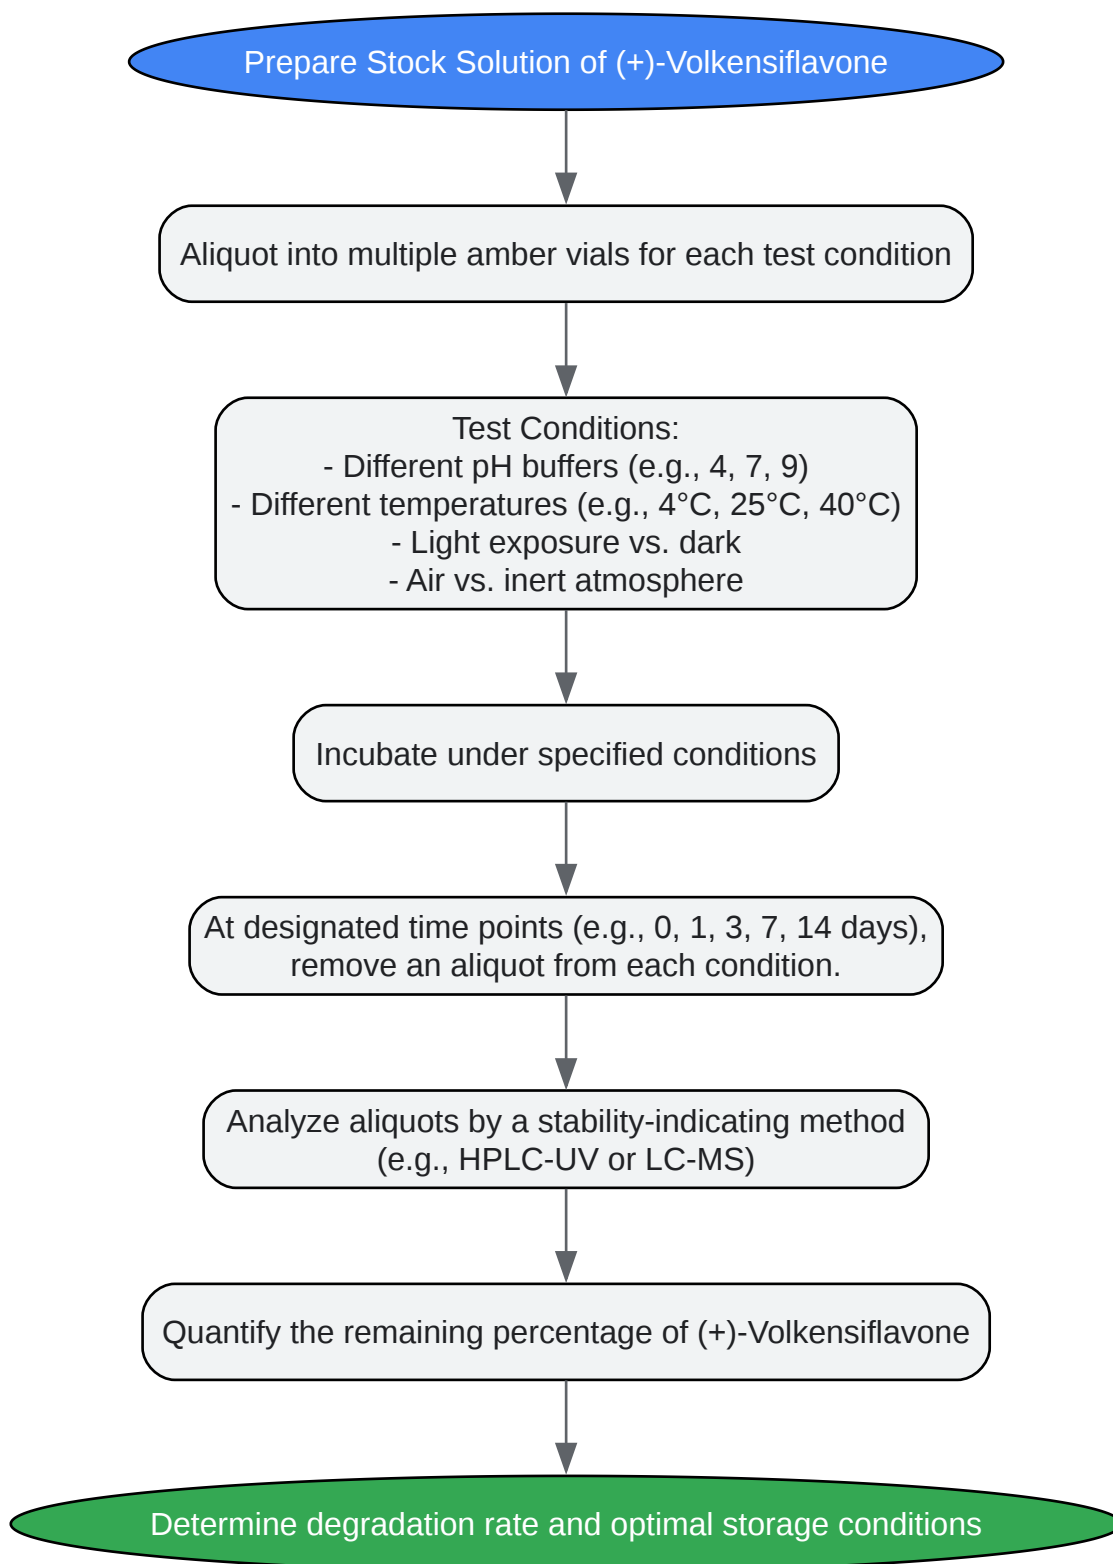 Prepare Stock Solution of (+)-Volkensiflavone
Aliquot into multiple amber vials for each test condition
Test Conditions:
- Different pH buffers (e.g., 4, 7, 9)
- Different temperatures (e.g., 4°C, 25°C, 40°C)
- Light exposure vs. dark
- Air vs. inert atmosphere
Incubate under specified conditions
At designated time points (e.g., 0, 1, 3, 7, 14 days),
remove an aliquot from each condition.
Analyze aliquots by a stability-indicating method
(e.g., HPLC-UV or LC-MS)
Quantify the remaining percentage of (+)-Volkensiflavone
Determine degradation rate and optimal storage conditions